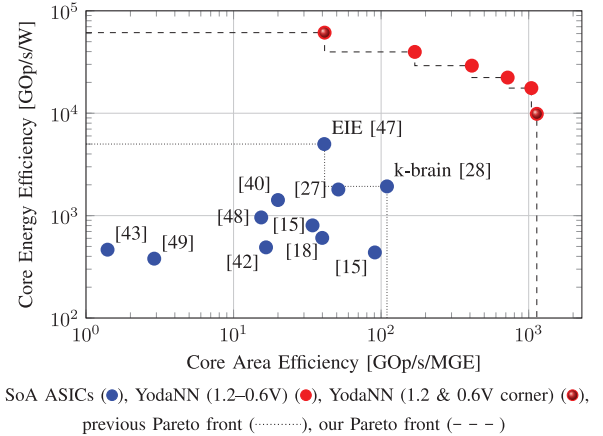 10^5
10^4
10^3
10^2
Core Energy Efficiency [GOp/s/W]
EIE [47]
k-brain [28]
[40]
[27]
[48]
[15]
[43]
[49]
[42]
[18]
[15]
10^0
10^1
10^2
10^3
Core Area Efficiency [GOp/s/MGE]
SoA ASICs (●), YodaNN (1.2–0.6V) (●), YodaNN (1.2 & 0.6V corner) (●),
previous Pareto front (┈┈┈), our Pareto front (– – –)